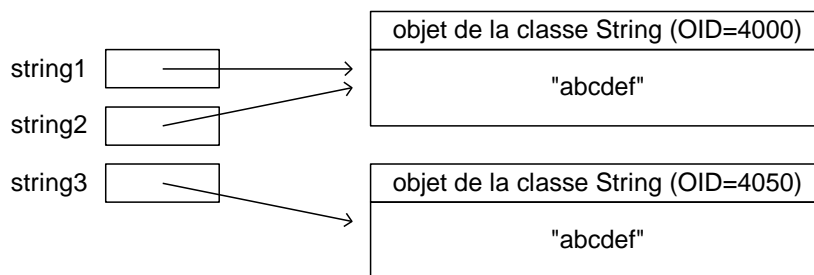 objet de la classe String (OID=4000)
string1
"abcdef"
string2
string3
objet de la classe String (OID=4050)
"abcdef"